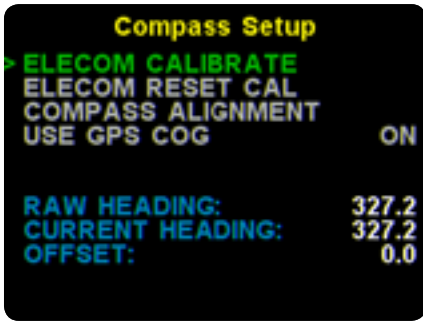 Compass Setup
> ELECOM CALIBRATE
ELECOM RESET CAL
COMPASS ALIGNMENT
USE GPS COG ON
RAW HEADING: 327.2
CURRENT HEADING: 327.2
OFFSET: 0.0